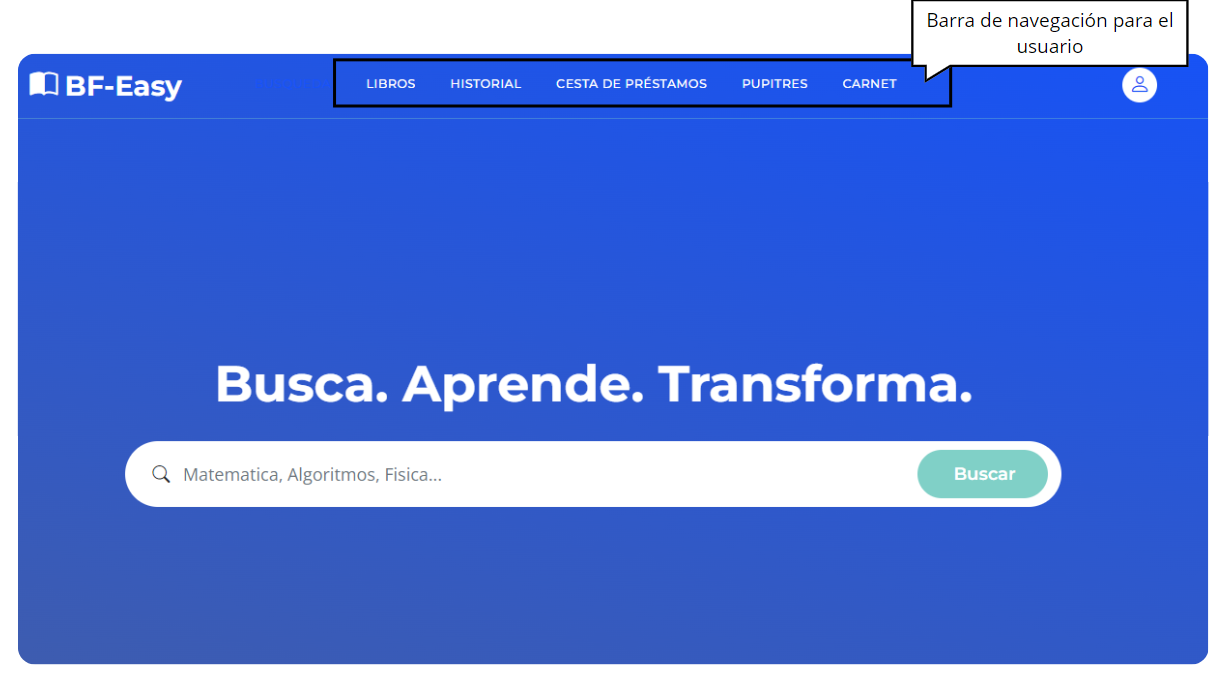 Barra de navegación para el
usuario
BF-Easy
LIBROS HISTORIAL CESTA DE PRÉSTAMOS PUPITRES CARNET
Busca. Aprende. Transforma.
Matematica, Algoritmos, Fisica...
Buscar